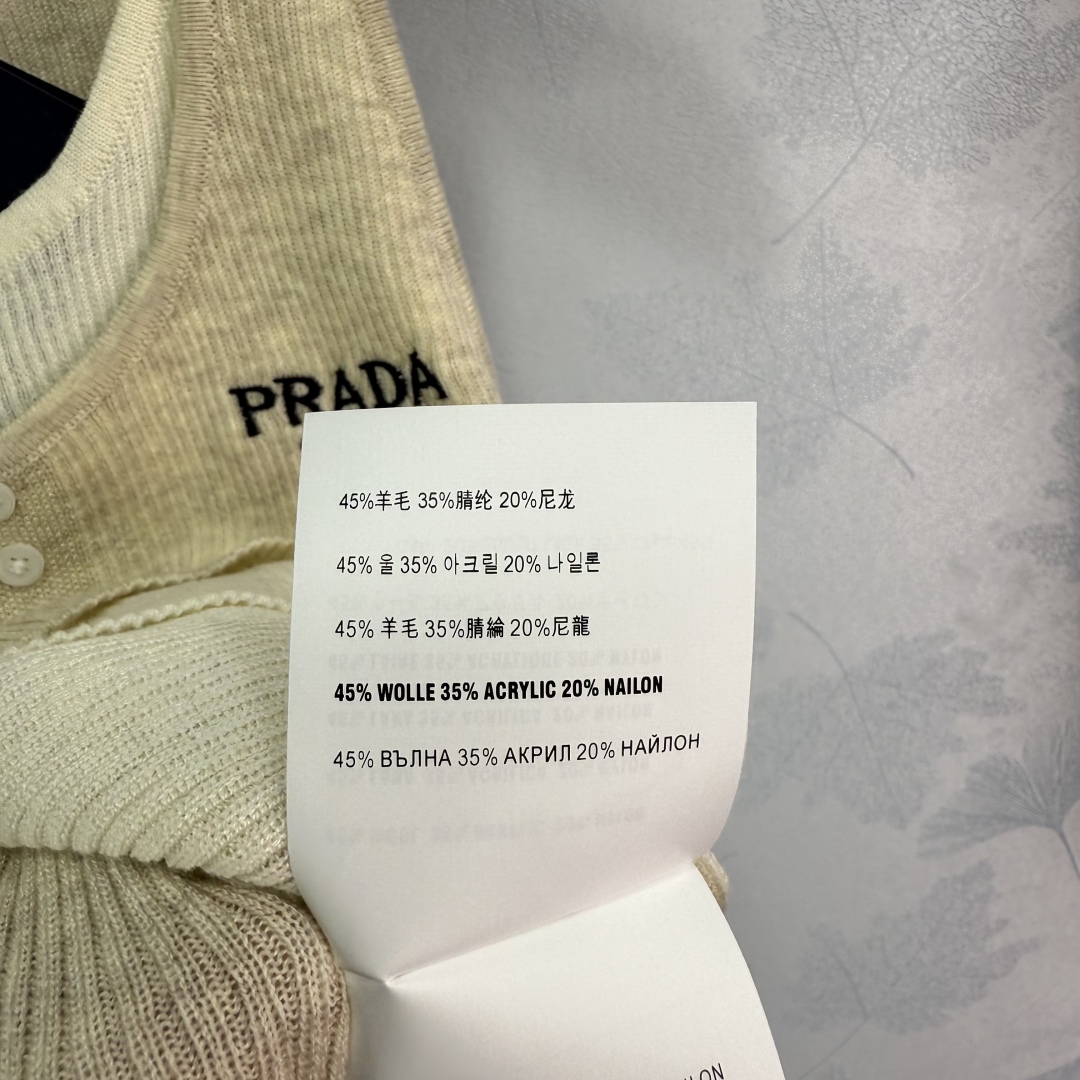 PRADA
45%羊毛 35%腈纶 20%尼龙
45% 울 35% 아크릴 20% 나일론
45% 羊毛 35%腈綸 20%尼龍
45% WOLLE 35% ACRYLIC 20% NAILON
45% ВЪЛНА 35% АКРИЛ 20% НАЙЛОН